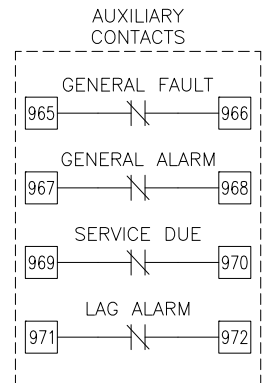 AUXILIARY
CONTACTS
GENERAL FAULT
965 966
GENERAL ALARM
967 968
SERVICE DUE
969 970
LAG ALARM
971 972